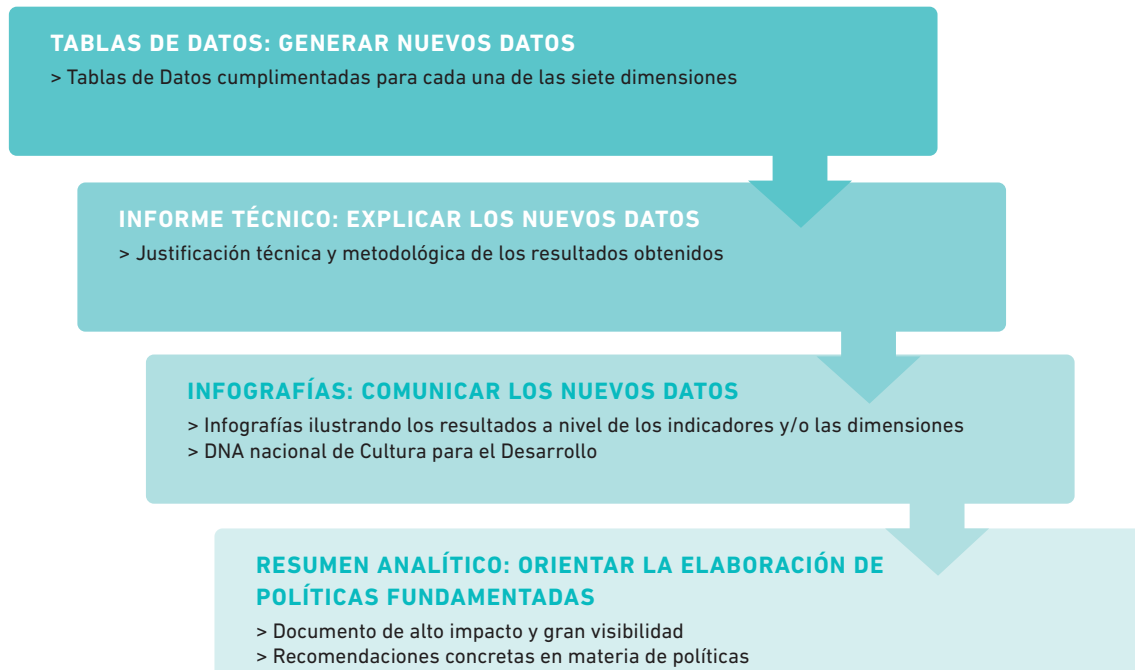 TABLAS DE DATOS: GENERAR NUEVOS DATOS
> Tablas de Datos cumplimentadas para cada una de las siete dimensiones
INFORME TÉCNICO: EXPLICAR LOS NUEVOS DATOS
> Justificación técnica y metodológica de los resultados obtenidos
INFOGRAFÍAS: COMUNICAR LOS NUEVOS DATOS
> Infografías ilustrando los resultados a nivel de los indicadores y/o las dimensiones
> DNA nacional de Cultura para el Desarrollo
RESUMEN ANALÍTICO: ORIENTAR LA ELABORACIÓN DE
POLÍTICAS FUNDAMENTADAS
> Documento de alto impacto y gran visibilidad
> Recomendaciones concretas en materia de políticas